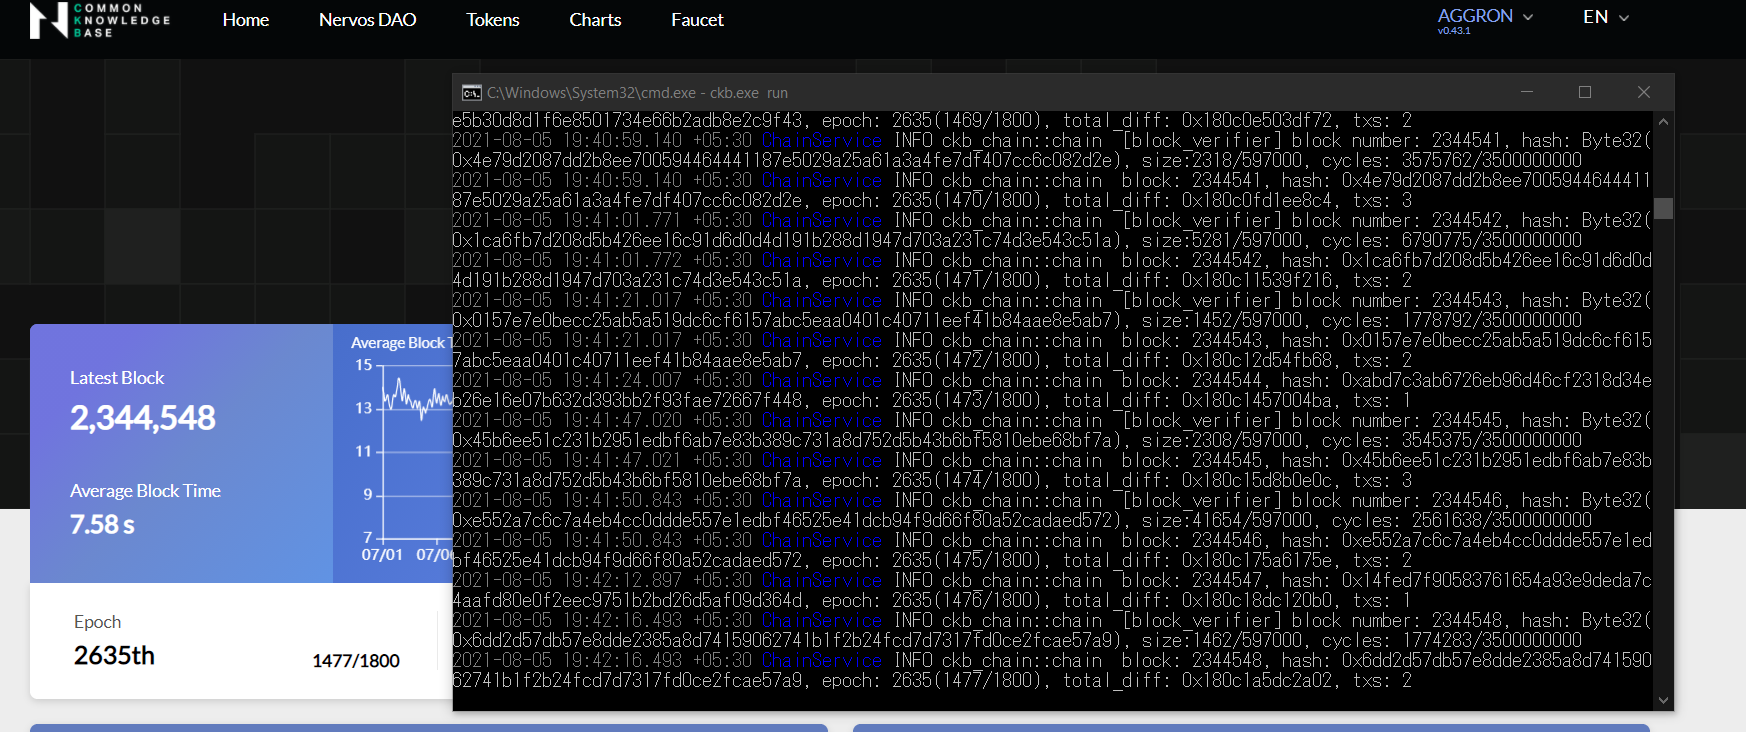 COMMON
KNOWLEDGE
BASE
Home
Nervos DAO
Tokens
Charts
Faucet
AGGRON
v0.43.1
EN
C:\Windows\System32\cmd.exe - ckb.exe  run
e5b30d8d1f6e8501734e66b2adb8e2c9f43, epoch: 2635(1469/1800), total_diff: 0x180c0e503df72, txs: 2
2021-08-05 19:40:59.140 +05:30 ChainService INFO ckb_chain::chain  [block_verifier] block number: 2344541, hash: Byte32(
0x4e79d2087dd2b8ee700594464441187e5029a25a61a3a4fe7df407cc6c082d2e), size:2318/597000, cycles: 3575762/3500000000
2021-08-05 19:40:59.140 +05:30 ChainService INFO ckb_chain::chain  block: 2344541, hash: 0x4e79d2087dd2b8ee7005944644411
87e5029a25a61a3a4fe7df407cc6c082d2e, epoch: 2635(1470/1800), total_diff: 0x180c0fd1ee8c4, txs: 3
2021-08-05 19:41:01.771 +05:30 ChainService INFO ckb_chain::chain  [block_verifier] block number: 2344542, hash: Byte32(
0x1ca6fb7d208d5b426ee16c91d6d0d4d191b288d1947d703a231c74d3e543c51a), size:5281/597000, cycles: 6790775/3500000000
2021-08-05 19:41:01.772 +05:30 ChainService INFO ckb_chain::chain  block: 2344542, hash: 0x1ca6fb7d208d5b426ee16c91d6d0d
4d191b288d1947d703a231c74d3e543c51a, epoch: 2635(1471/1800), total_diff: 0x180c11539f216, txs: 2
2021-08-05 19:41:21.017 +05:30 ChainService INFO ckb_chain::chain  [block_verifier] block number: 2344543, hash: Byte32(
0x0157e7e0becc25ab5a519dc6cf6157abc5eaa0401c40711eef41b84aae8e5ab7), size:1452/597000, cycles: 1778792/3500000000
2021-08-05 19:41:21.017 +05:30 ChainService INFO ckb_chain::chain  block: 2344543, hash: 0x0157e7e0becc25ab5a519dc6cf615
7abc5eaa0401c40711eef41b84aae8e5ab7, epoch: 2635(1472/1800), total_diff: 0x180c12d54fb68, txs: 2
2021-08-05 19:41:24.007 +05:30 ChainService INFO ckb_chain::chain  block: 2344544, hash: 0xabd7c3ab6726eb96d46cf2318d34e
b26e16e07b632d393bb2f93fae72667f448, epoch: 2635(1473/1800), total_diff: 0x180c1457004ba, txs: 1
2021-08-05 19:41:47.020 +05:30 ChainService INFO ckb_chain::chain  [block_verifier] block number: 2344545, hash: Byte32(
0x45b6ee51c231b2951edbf6ab7e83b389c731a8d752d5b43b6bf5810ebe68bf7a), size:2308/597000, cycles: 3545375/3500000000
2021-08-05 19:41:47.021 +05:30 ChainService INFO ckb_chain::chain  block: 2344545, hash: 0x45b6ee51c231b2951edbf6ab7e83b
389c731a8d752d5b43b6bf5810ebe68bf7a, epoch: 2635(1474/1800), total_diff: 0x180c15d8b0e0c, txs: 3
2021-08-05 19:41:50.843 +05:30 ChainService INFO ckb_chain::chain  [block_verifier] block number: 2344546, hash: Byte32(
0xe552a7c6c7a4eb4cc0ddde557e1edbf46525e41dcb94f9d66f80a52cadaed572), size:41654/597000, cycles: 2561638/3500000000
2021-08-05 19:41:50.843 +05:30 ChainService INFO ckb_chain::chain  block: 2344546, hash: 0xe552a7c6c7a4eb4cc0ddde557e1ed
bf46525e41dcb94f9d66f80a52cadaed572, epoch: 2635(1475/1800), total_diff: 0x180c175a6175e, txs: 2
2021-08-05 19:42:12.897 +05:30 ChainService INFO ckb_chain::chain  block: 2344547, hash: 0x14fed7f90583761654a93e9deda7c
4aafd80e0f2eec9751b2bd26d5af09d364d, epoch: 2635(1476/1800), total_diff: 0x180c18dc120b0, txs: 1
2021-08-05 19:42:16.493 +05:30 ChainService INFO ckb_chain::chain  [block_verifier] block number: 2344548, hash: Byte32(
0x6dd2d57db57e8dde2385a8d74159062741b1f2b24fcd7d7317fd0ce2fcae57a9), size:1462/597000, cycles: 1774283/3500000000
2021-08-05 19:42:16.493 +05:30 ChainService INFO ckb_chain::chain  block: 2344548, hash: 0x6dd2d57db57e8dde2385a8d741590
62741b1f2b24fcd7d7317fd0ce2fcae57a9, epoch: 2635(1477/1800), total_diff: 0x180c1a5dc2a02, txs: 2
Latest Block
2,344,548
Average Block Time
7.58 s
Average Block T
15
13
11
9
7
07/01
07/0
Epoch
2635th
1477/1800